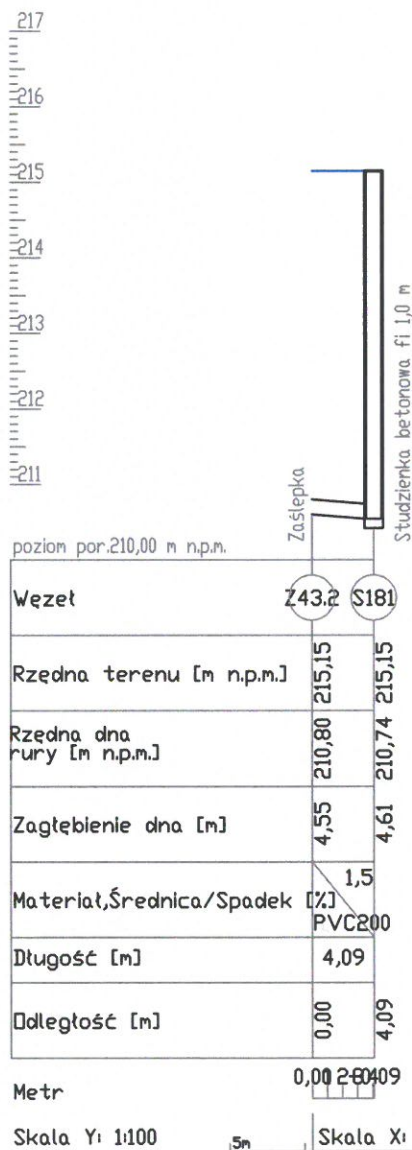 217
216
215
214
213
212
211
Studzienka betonowa fi 1,0 m
Zaślepka
poziom por.210,00 m n.p.m.
Węzeł Z43.2 S181
Rzędna terenu [m n.p.m.] 215,15 215,15
Rzędna dna
rury [m n.p.m.] 210,80 210,74
Zagłębienie dna [m] 4,55 4,61
1,5
Materiał,Średnica/Spadek [%]
PVC200
Długość [m] 4,09
Odległość [m] 0,00 4,09
Metr 0,00
Skala Y: 1:100 5m Skala X: